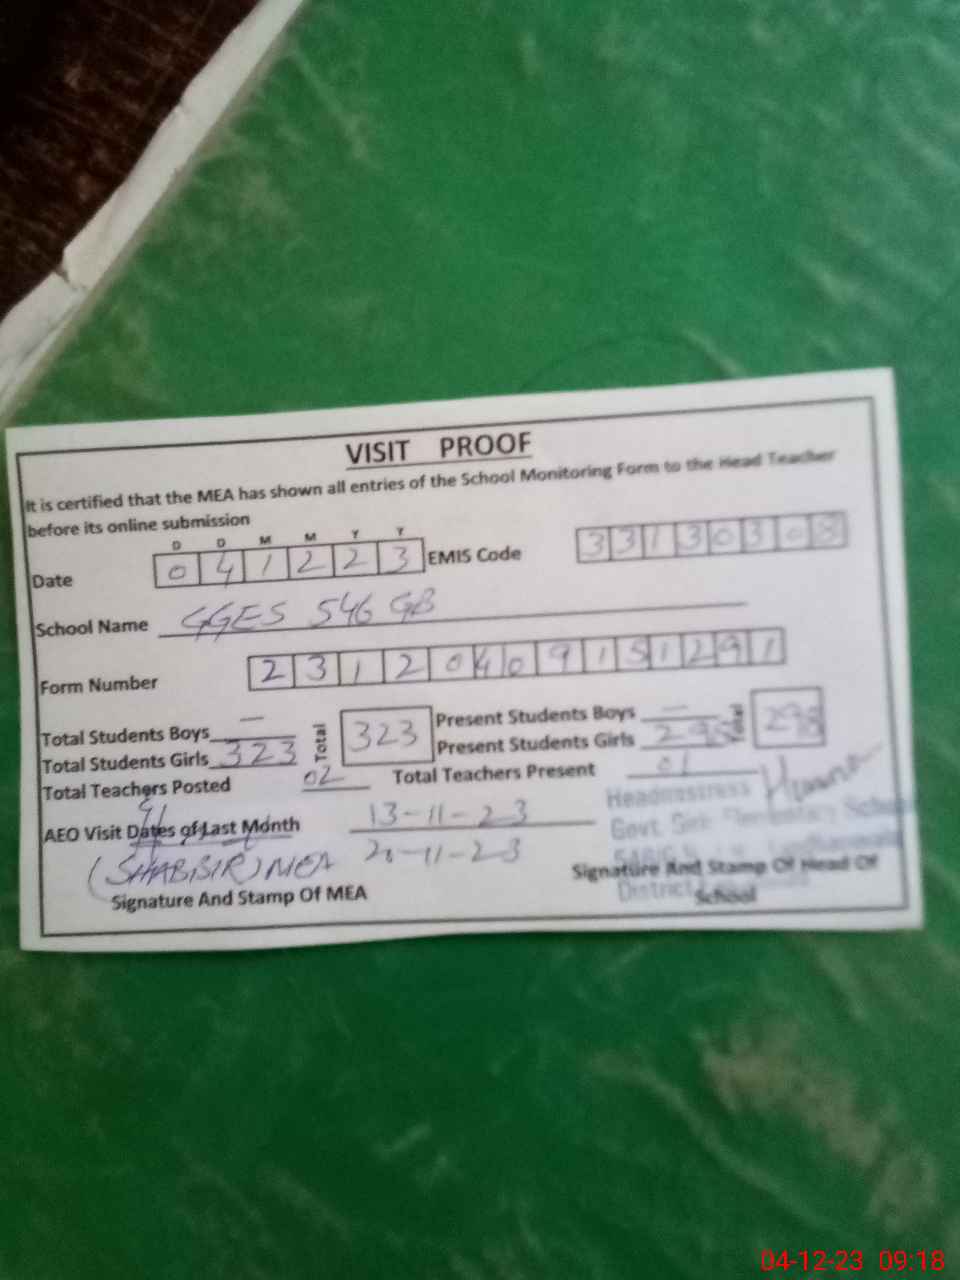 VISIT PROOF
It is certified that the MEA has shown all entries of the School Monitoring Form to the Head Teacher
before its online submission
D D M M Y Y
Date 0 4 1 2 2 3 EMIS Code 3 3 1 3 0 3 0 8
School Name GGES 546 GB
Form Number 2 3 1 2 0 4 0 9 1 5 1 2 9 1
Total Students Boys — Total 323 Present Students Boys — Total 298
Total Students Girls 323 Present Students Girls 298
Total Teachers Posted 02 Total Teachers Present 01
Headmistress
AEO Visit Dates of Last Month 13-11-23
Govt. Girls Elementary School
20-11-23
(SHABBIR) MEA
Signature And Stamp Of MEA
Signature And Stamp Of Head Of
School
District
04-12-23 09:18